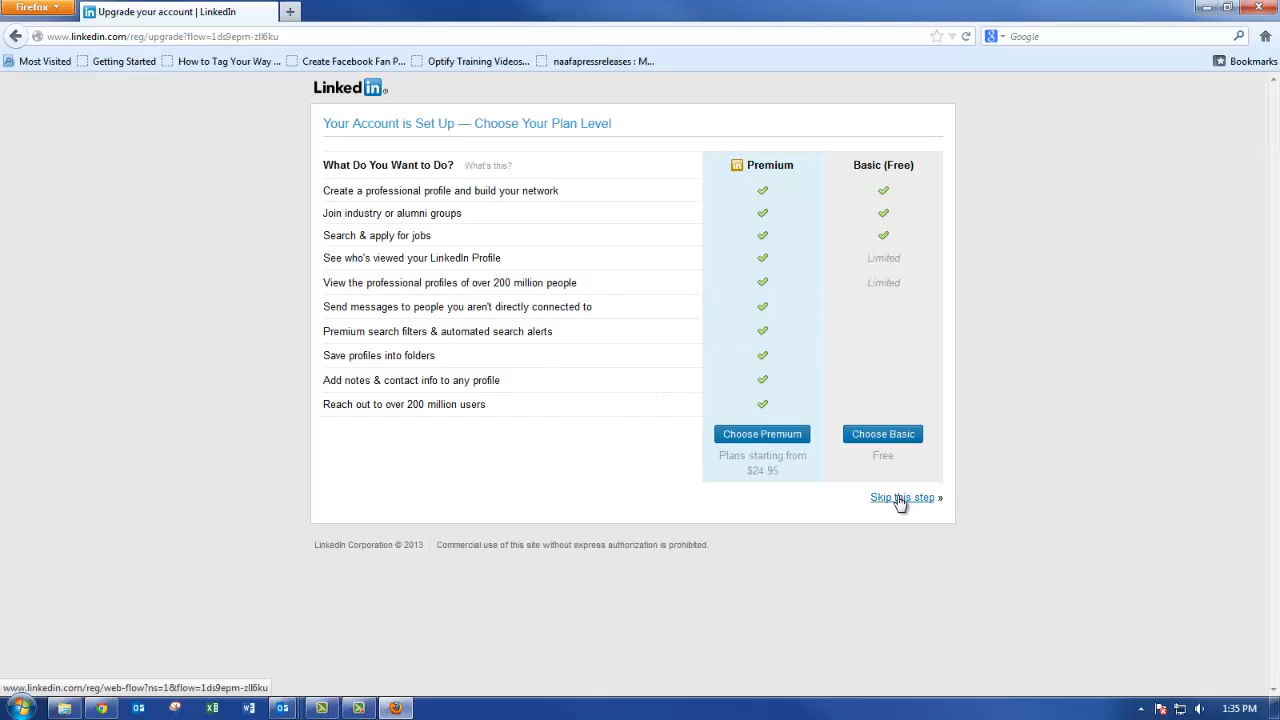 Firefox
Upgrade your account | LinkedIn
www.linkedin.com/reg/upgrade?flow=1ds9epm-zll6ku
Google
Most Visited
Getting Started
How to Tag Your Way ...
Create Facebook Fan P...
Optify Training Videos...
naafapressreleases : M...
Bookmarks
Linked in
Your Account is Set Up — Choose Your Plan Level
What Do You Want to Do? What's this?
Premium
Basic (Free)
Create a professional profile and build your network
Join industry or alumni groups
Search & apply for jobs
See who's viewed your LinkedIn Profile
Limited
View the professional profiles of over 200 million people
Limited
Send messages to people you aren't directly connected to
Premium search filters & automated search alerts
Save profiles into folders
Add notes & contact info to any profile
Reach out to over 200 million users
Choose Premium
Choose Basic
Plans starting from
$24.95
Free
Skip this step »
LinkedIn Corporation © 2013
Commercial use of this site without express authorization is prohibited.
www.linkedin.com/reg/web-flow?ns=1&flow=1ds9epm-zll6ku
1:35 PM